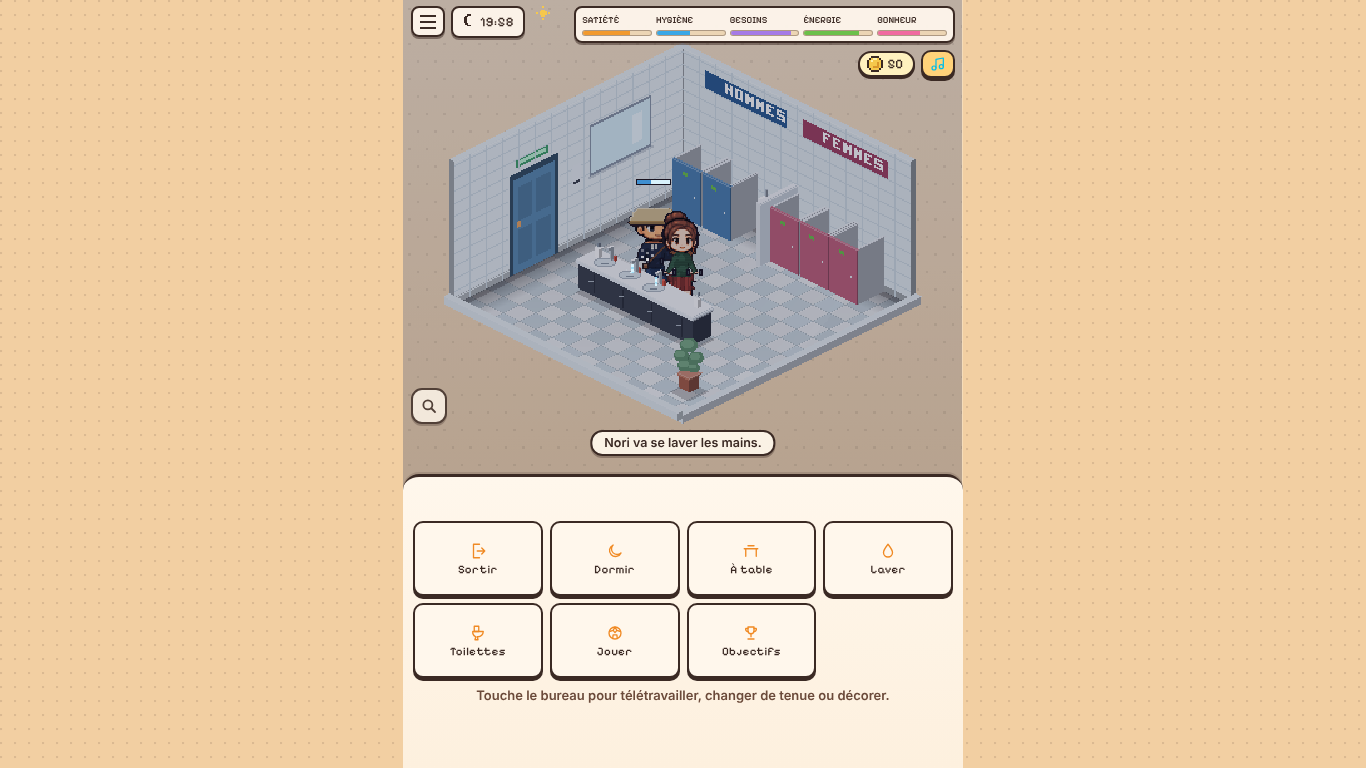 19:58
SATIÉTÉ
HYGIÈNE
BESOINS
ÉNERGIE
BONHEUR
50
HOMMES
FEMMES
Nori va se laver les mains.
Sortir
Dormir
À table
Laver
Toilettes
Jouer
Objectifs
Touche le bureau pour télétravailler, changer de tenue ou décorer.